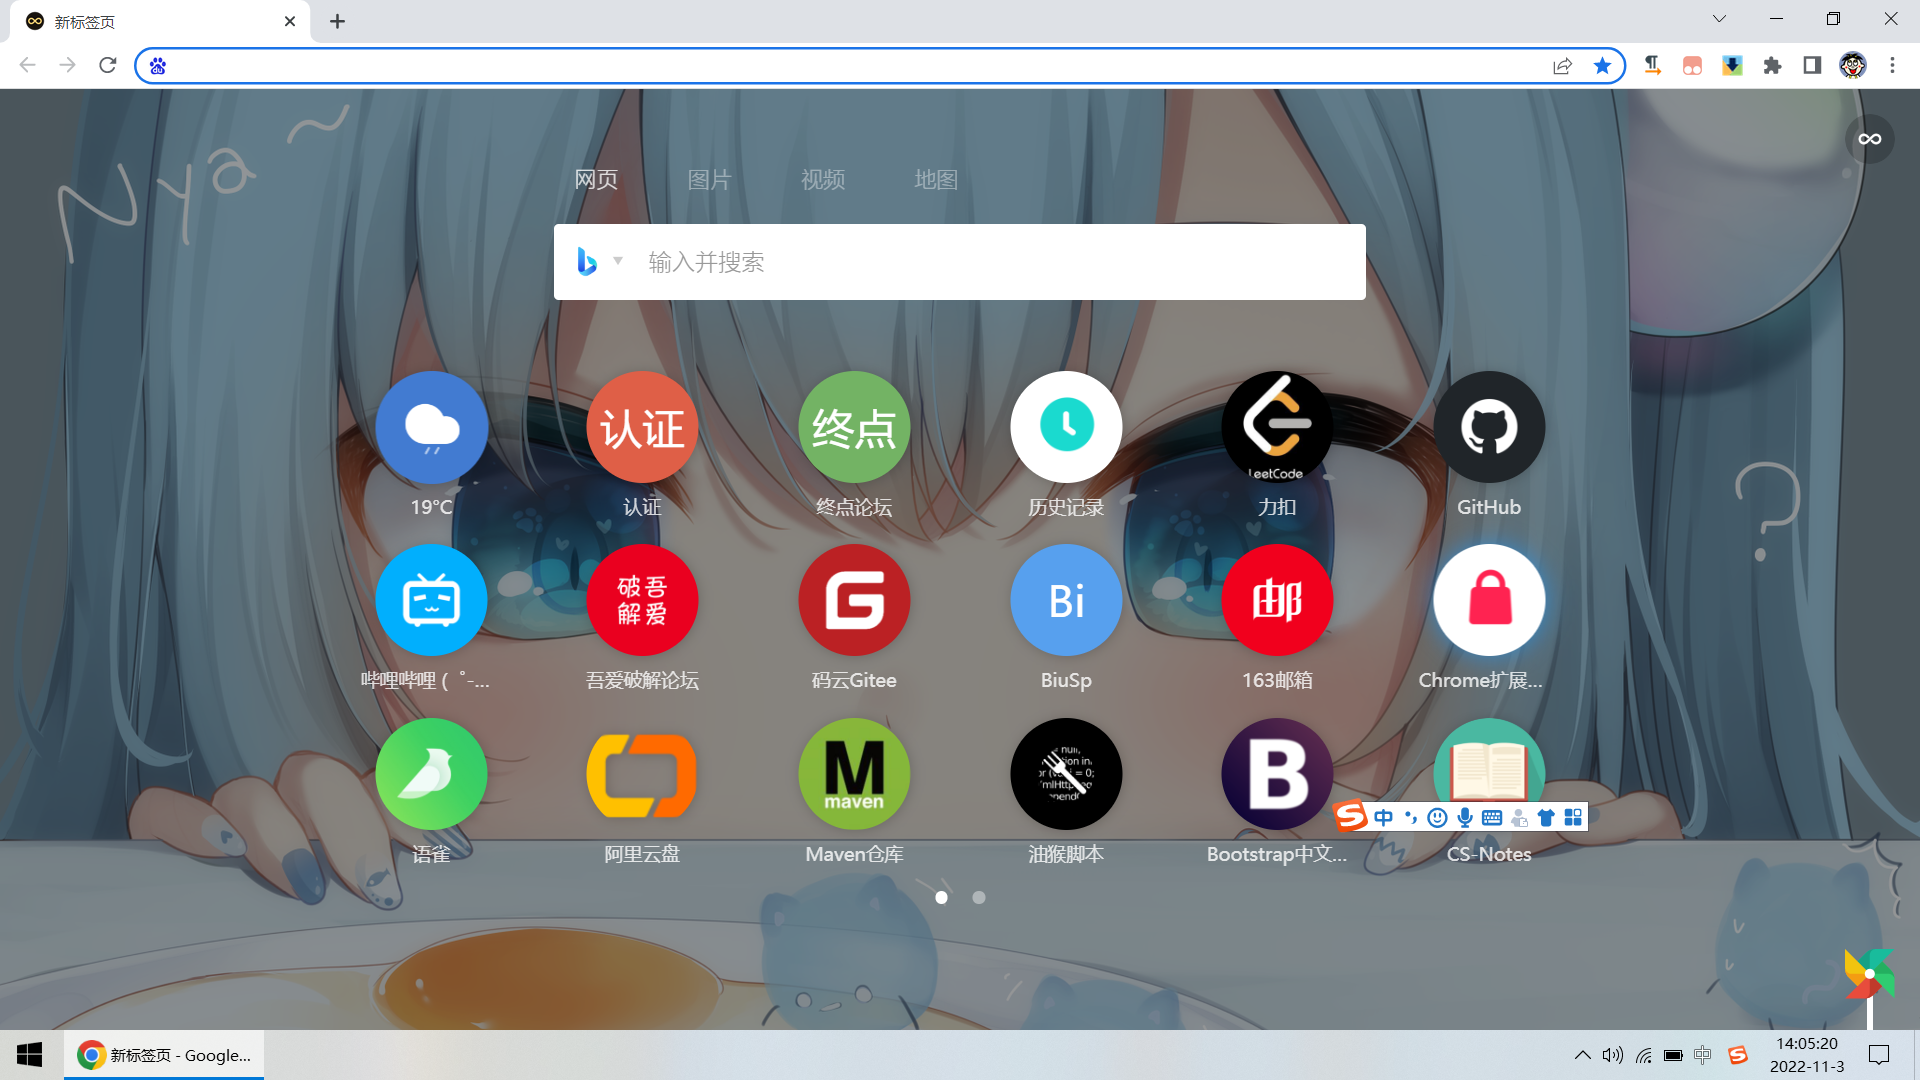 新标签页
Nya~
网页 图片 视频 地图
输入并搜索
认证 终点 LeetCode
19°C 认证 终点论坛 历史记录 力扣 GitHub
吾爱破解 G Bi 邮
哔哩哔哩 ( ゜-... 吾爱破解论坛 码云Gitee BiuSp 163邮箱 Chrome扩展...
?
M
maven
B
中
语雀 阿里云盘 Maven仓库 油猴脚本 Bootstrap中文... CS-Notes
新标签页 - Google...
中
14:05:20
2022-11-3